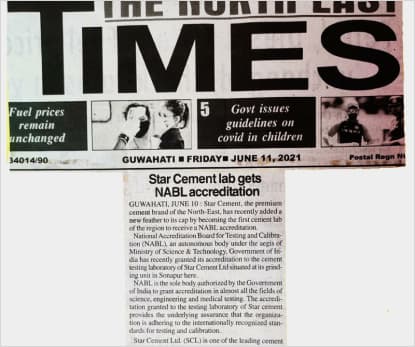 THE NORTH EAST
TIMES
Fuel prices
remain
unchanged
5
Govt issues
guidelines on
covid in children
34014/90
GUWAHATI ■ FRIDAY ■ JUNE 11, 2021
Postal Regn N
Star Cement lab gets
NABL accreditation
GUWAHATI, JUNE 10 : Star Cement, the premium
cement brand of the North-East, has recently added a
new feather to its cap by becoming the first cement lab
of the region to receive a NABL accreditation.
National Accreditation Board for Testing and Calibra-
tion (NABL), an autonomous body under the aegis of
Ministry of Science & Technology, Government of In-
dia has recently granted its accreditation to the cement
testing laboratory of Star Cement Ltd situated at its grind-
ing unit in Sonapur here.
NABL is the sole body authorized by the Government
of India to grant accreditation in almost all the fields of
science, engineering and medical testing. The accredi-
tation granted to the testing laboratory of Star cement
provides the underlying assurance that the organiza-
tion is adhering to the internationally recognized stan-
dards for testing and calibration.
Star Cement Ltd. (SCL) is one of the leading cement